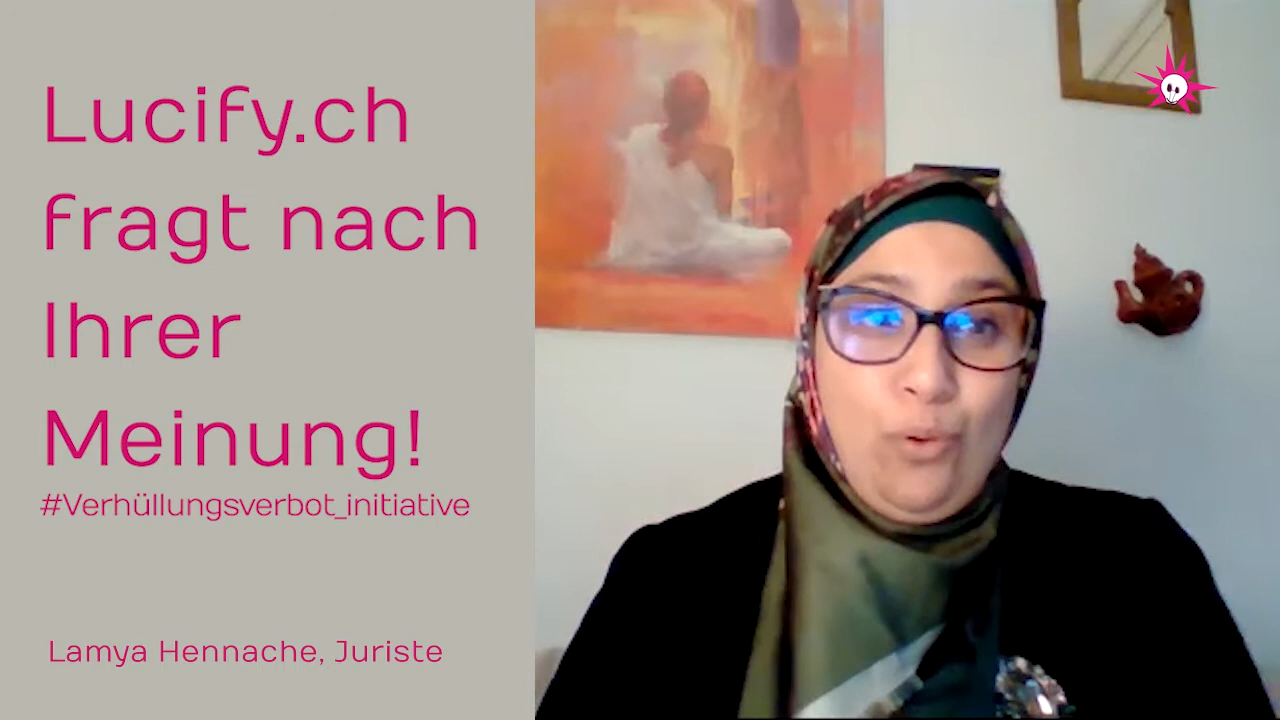 Lucify.ch
fragt nach
Ihrer
Meinung!
#Verhüllungsverbot_initiative
Lamya Hennache, Juriste